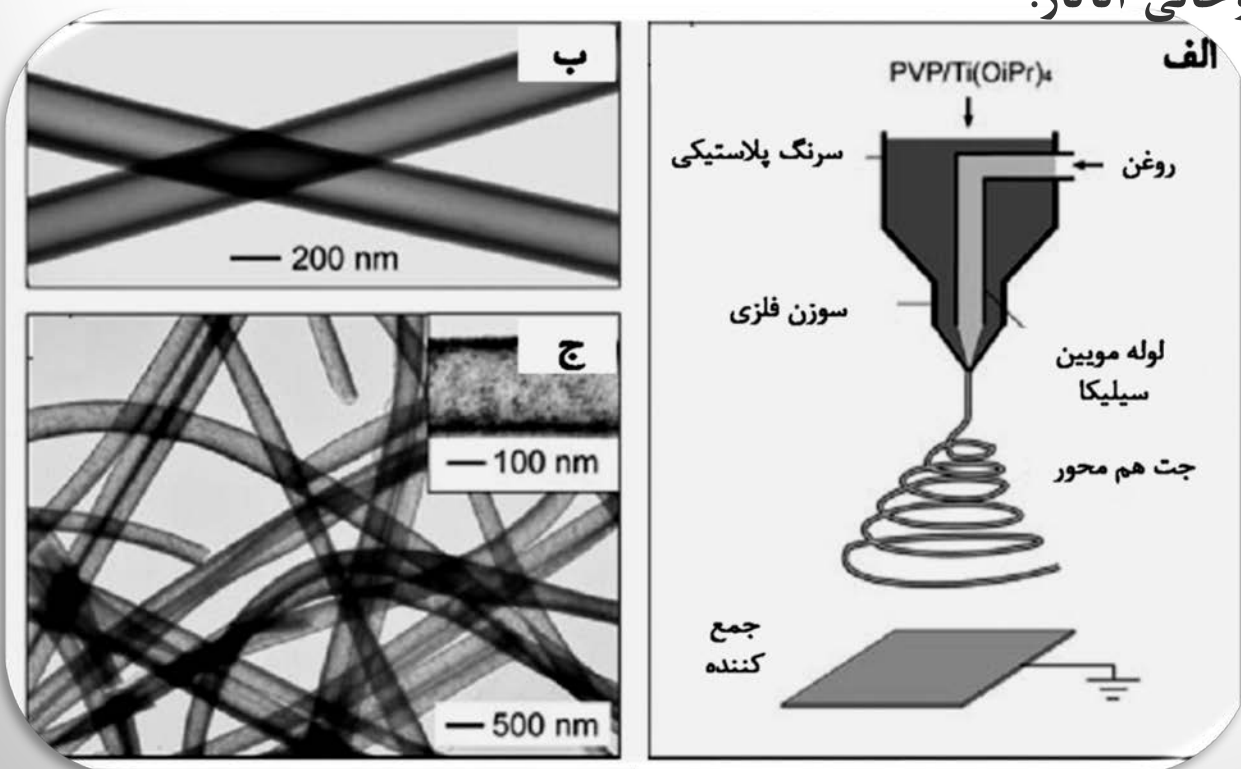 الف
PVP/Ti(OiPr)₄
سرنگ پلاستیکی
روغن
سوزن فلزی
لوله مویین
سیلیکا
جت هم محور
جمع
کننده
ب
200 nm
ج
100 nm
500 nm